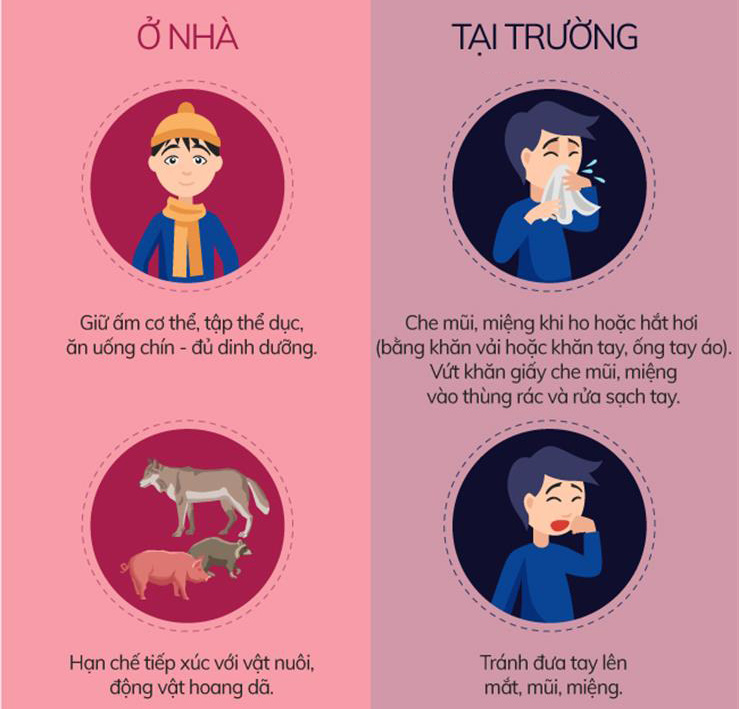 Ở NHÀ
Giữ ấm cơ thể, tập thể dục,
ăn uống chín - đủ dinh dưỡng.
Hạn chế tiếp xúc với vật nuôi,
động vật hoang dã.
TẠI TRƯỜNG
Che mũi, miệng khi ho hoặc hắt hơi
(bằng khăn vải hoặc khăn tay, ống tay áo).
Vứt khăn giấy che mũi, miệng
vào thùng rác và rửa sạch tay.
Tránh đưa tay lên
mắt, mũi, miệng.